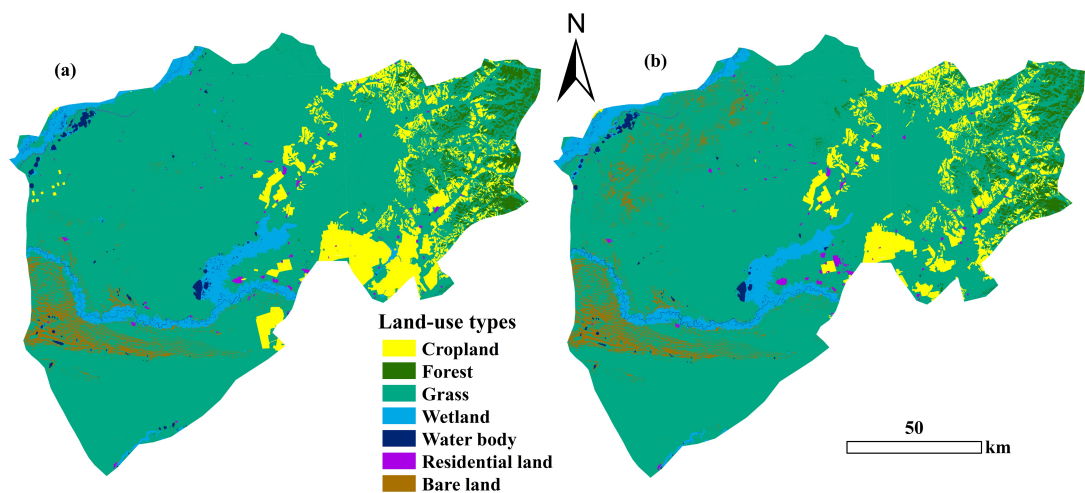 (a)
N
(b)
Land-use types
Cropland
Forest
Grass
Wetland
Water body
Residential land
Bare land
50
km